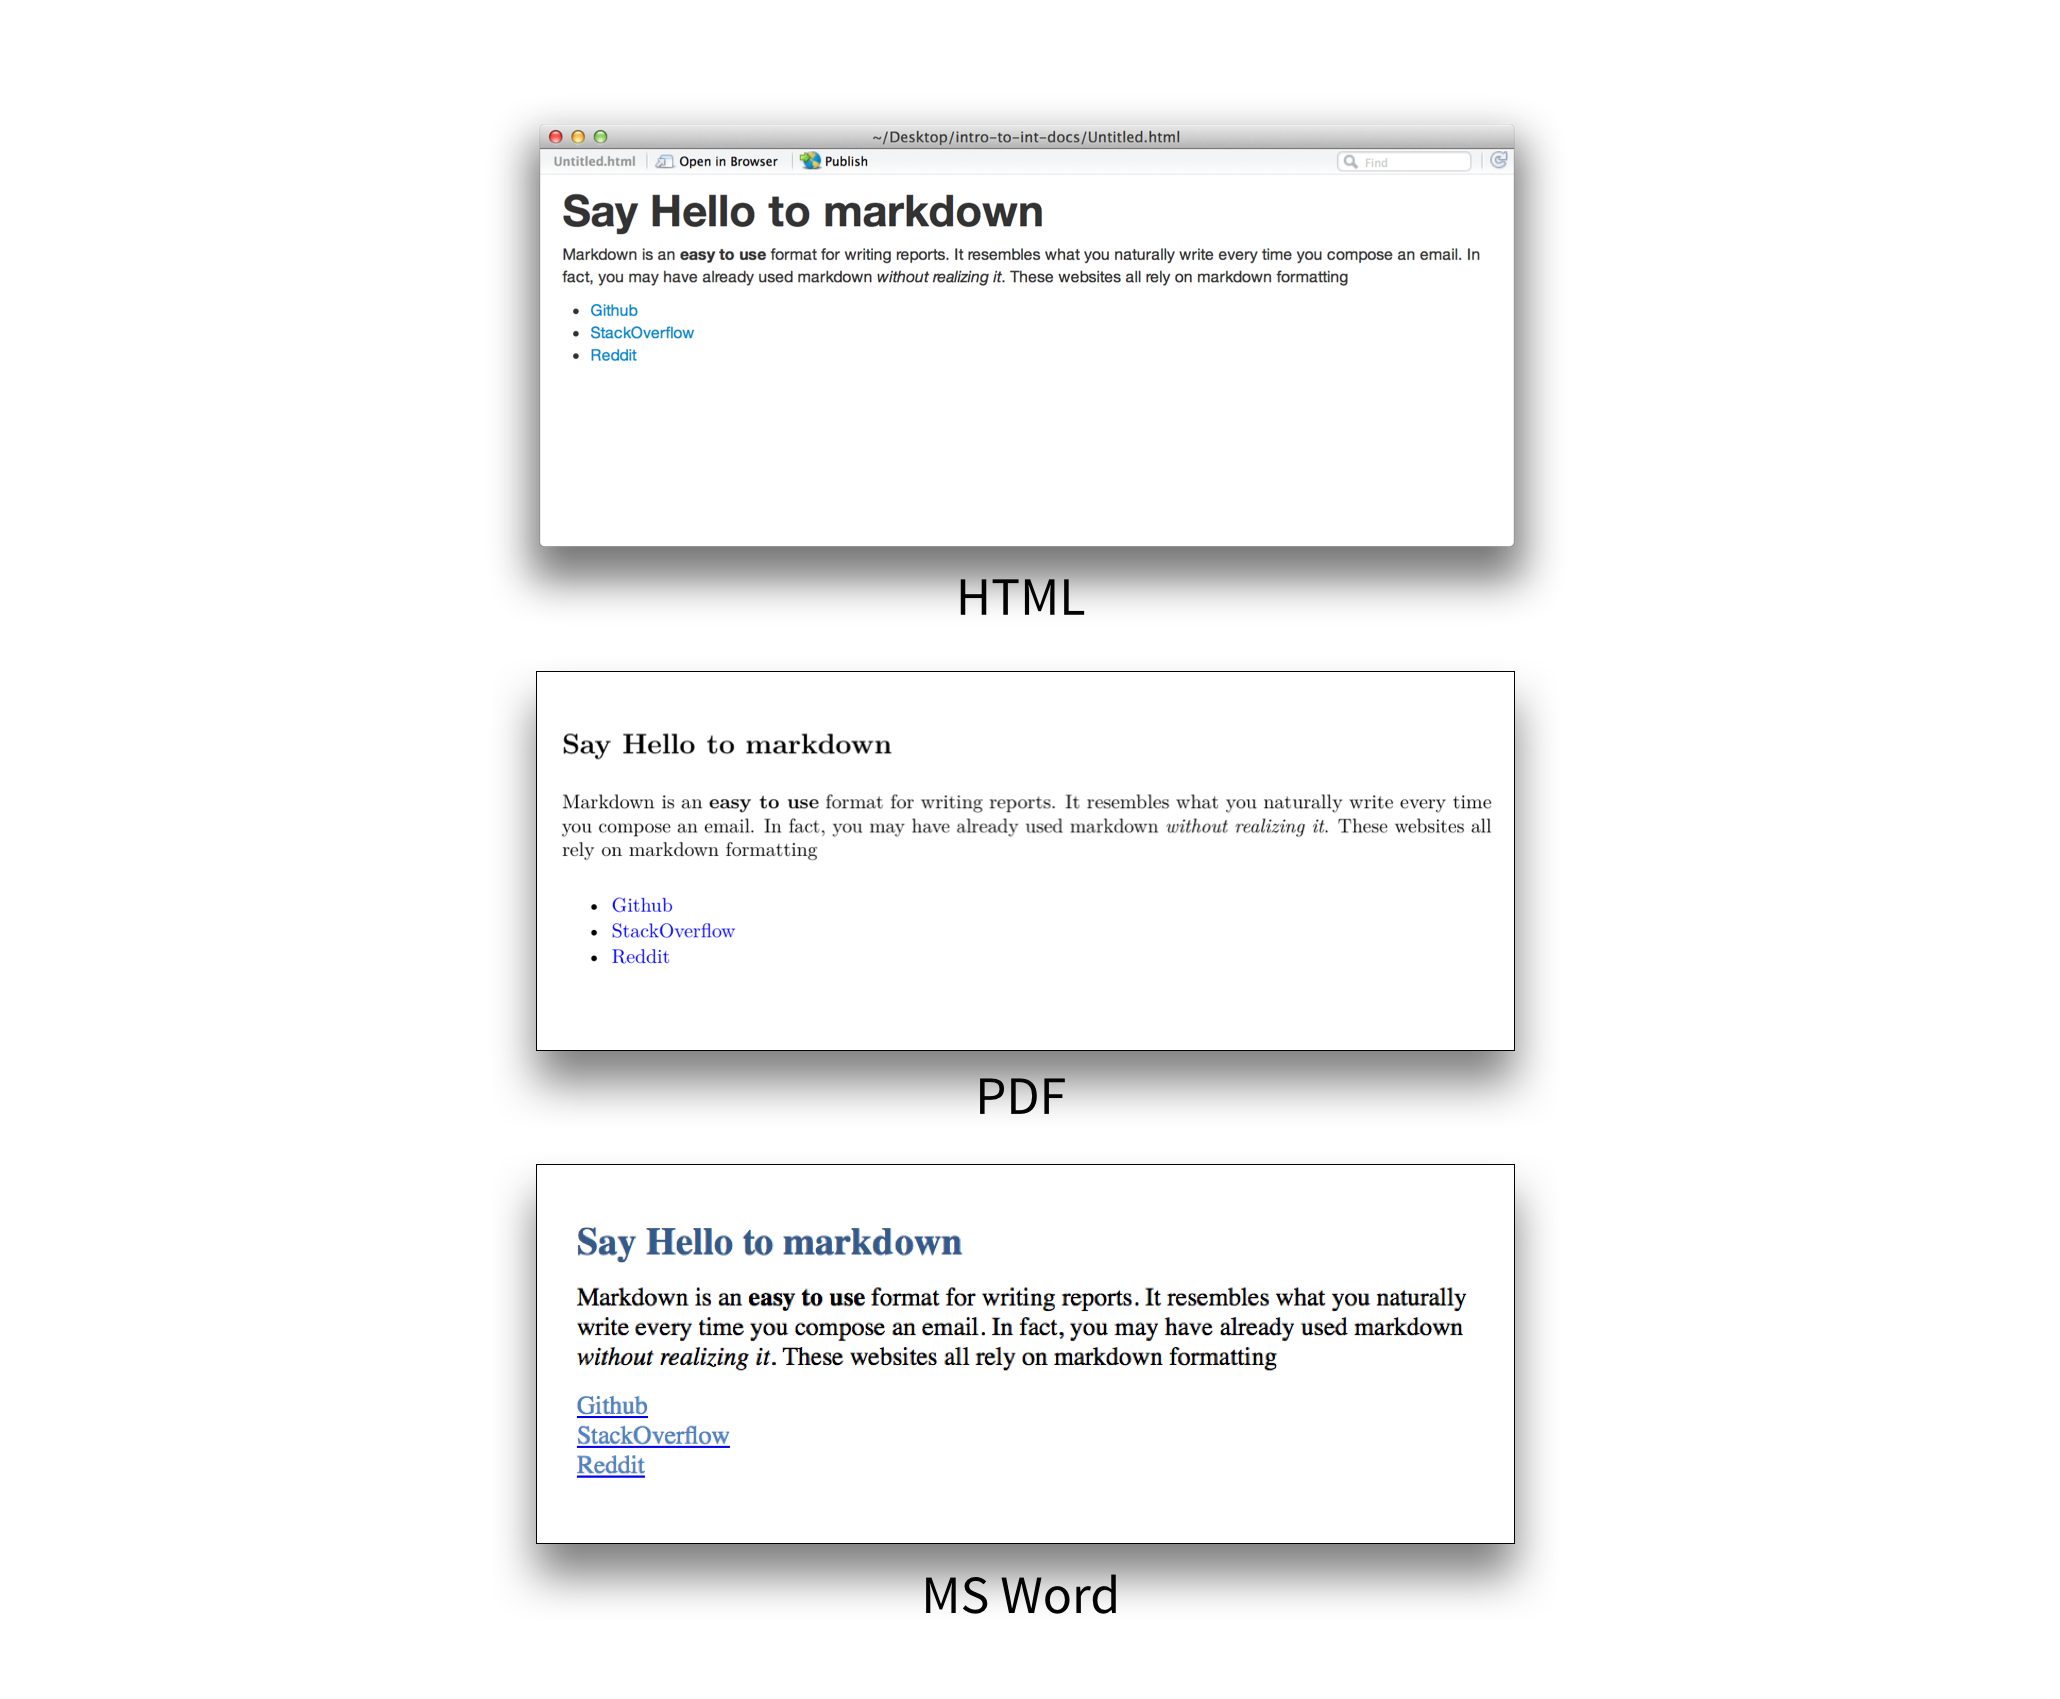 ~/Desktop/intro-to-int-docs/Untitled.html
Untitled.html Open in Browser Publish Find
Say Hello to markdown
Markdown is an easy to use format for writing reports. It resembles what you naturally write every time you compose an email. In
fact, you may have already used markdown without realizing it. These websites all rely on markdown formatting
• Github
• StackOverflow
• Reddit
HTML
Say Hello to markdown
Markdown is an easy to use format for writing reports. It resembles what you naturally write every time
you compose an email. In fact, you may have already used markdown without realizing it. These websites all
rely on markdown formatting
• Github
• StackOverflow
• Reddit
PDF
Say Hello to markdown
Markdown is an easy to use format for writing reports. It resembles what you naturally
write every time you compose an email. In fact, you may have already used markdown
without realizing it. These websites all rely on markdown formatting
Github
StackOverflow
Reddit
MS Word